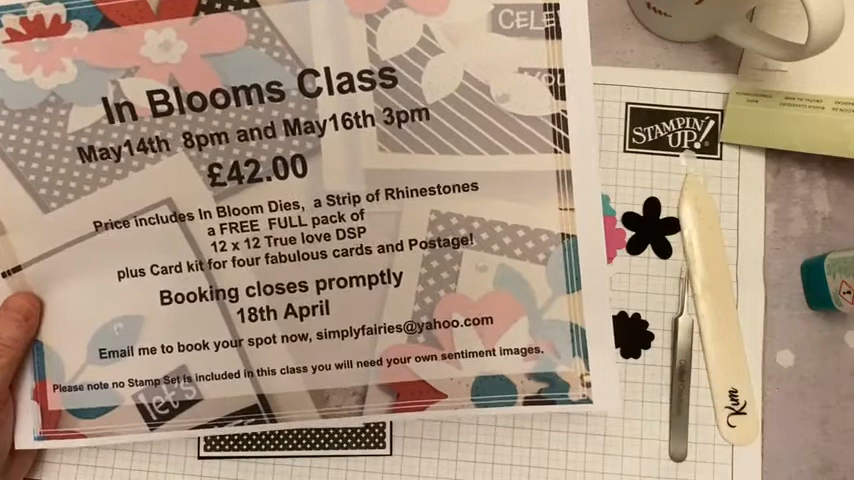 In Blooms Class
May14th 8pm and May16th 3pm
£42.00
Price includes In Bloom Dies, a Strip of Rhinestones
a FREE FULL pack of
12 x 12 True love DSP
plus Card kit for four fabulous cards and Postage!
Booking closes promptly
18th April
Email me to book your spot now, simplyfairies@yahoo.com
Please note no Stamp Set is included in this class you will need your own sentiment images.
let's
CELE
STAMPIN' UP!
Kim